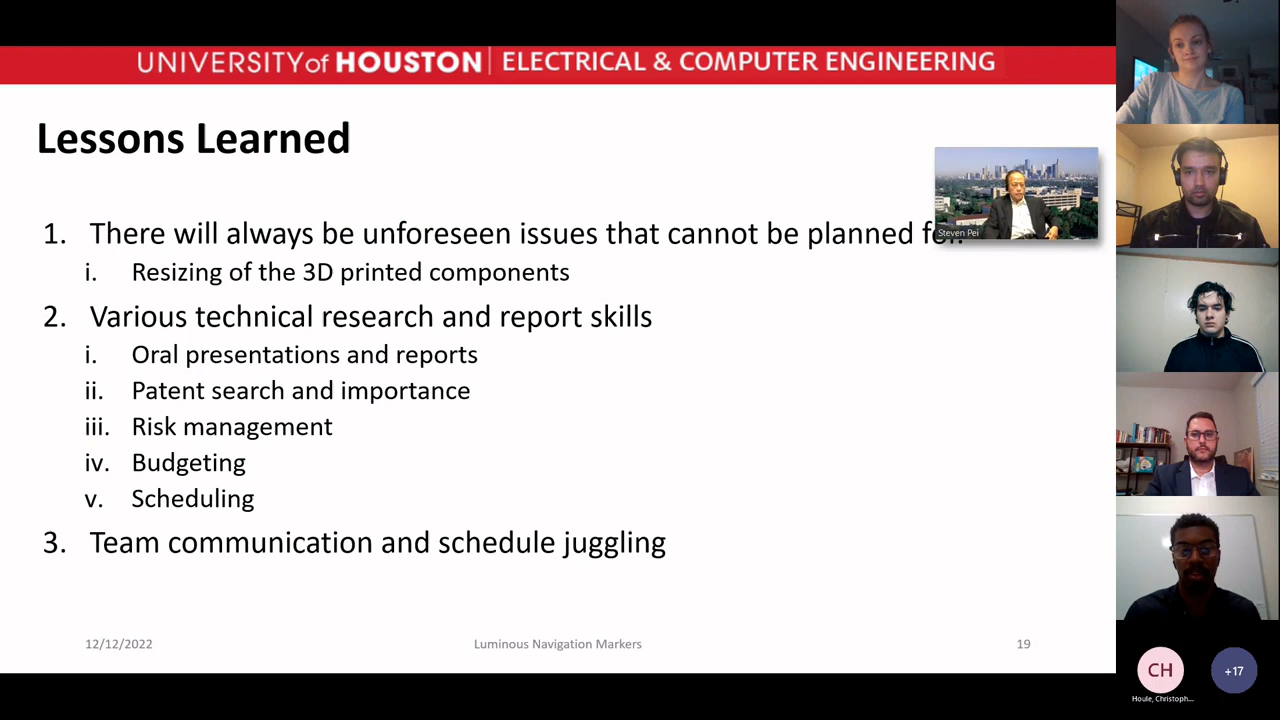 UNIVERSITY of HOUSTON | ELECTRICAL & COMPUTER ENGINEERING
Lessons Learned
1. There will always be unforeseen issues that cannot be planned for.
i. Resizing of the 3D printed components
2. Various technical research and report skills
i. Oral presentations and reports
ii. Patent search and importance
iii. Risk management
iv. Budgeting
v. Scheduling
3. Team communication and schedule juggling
12/12/2022
Luminous Navigation Markers
19
Steven Pei
CH
Houle, Christoph...
+17